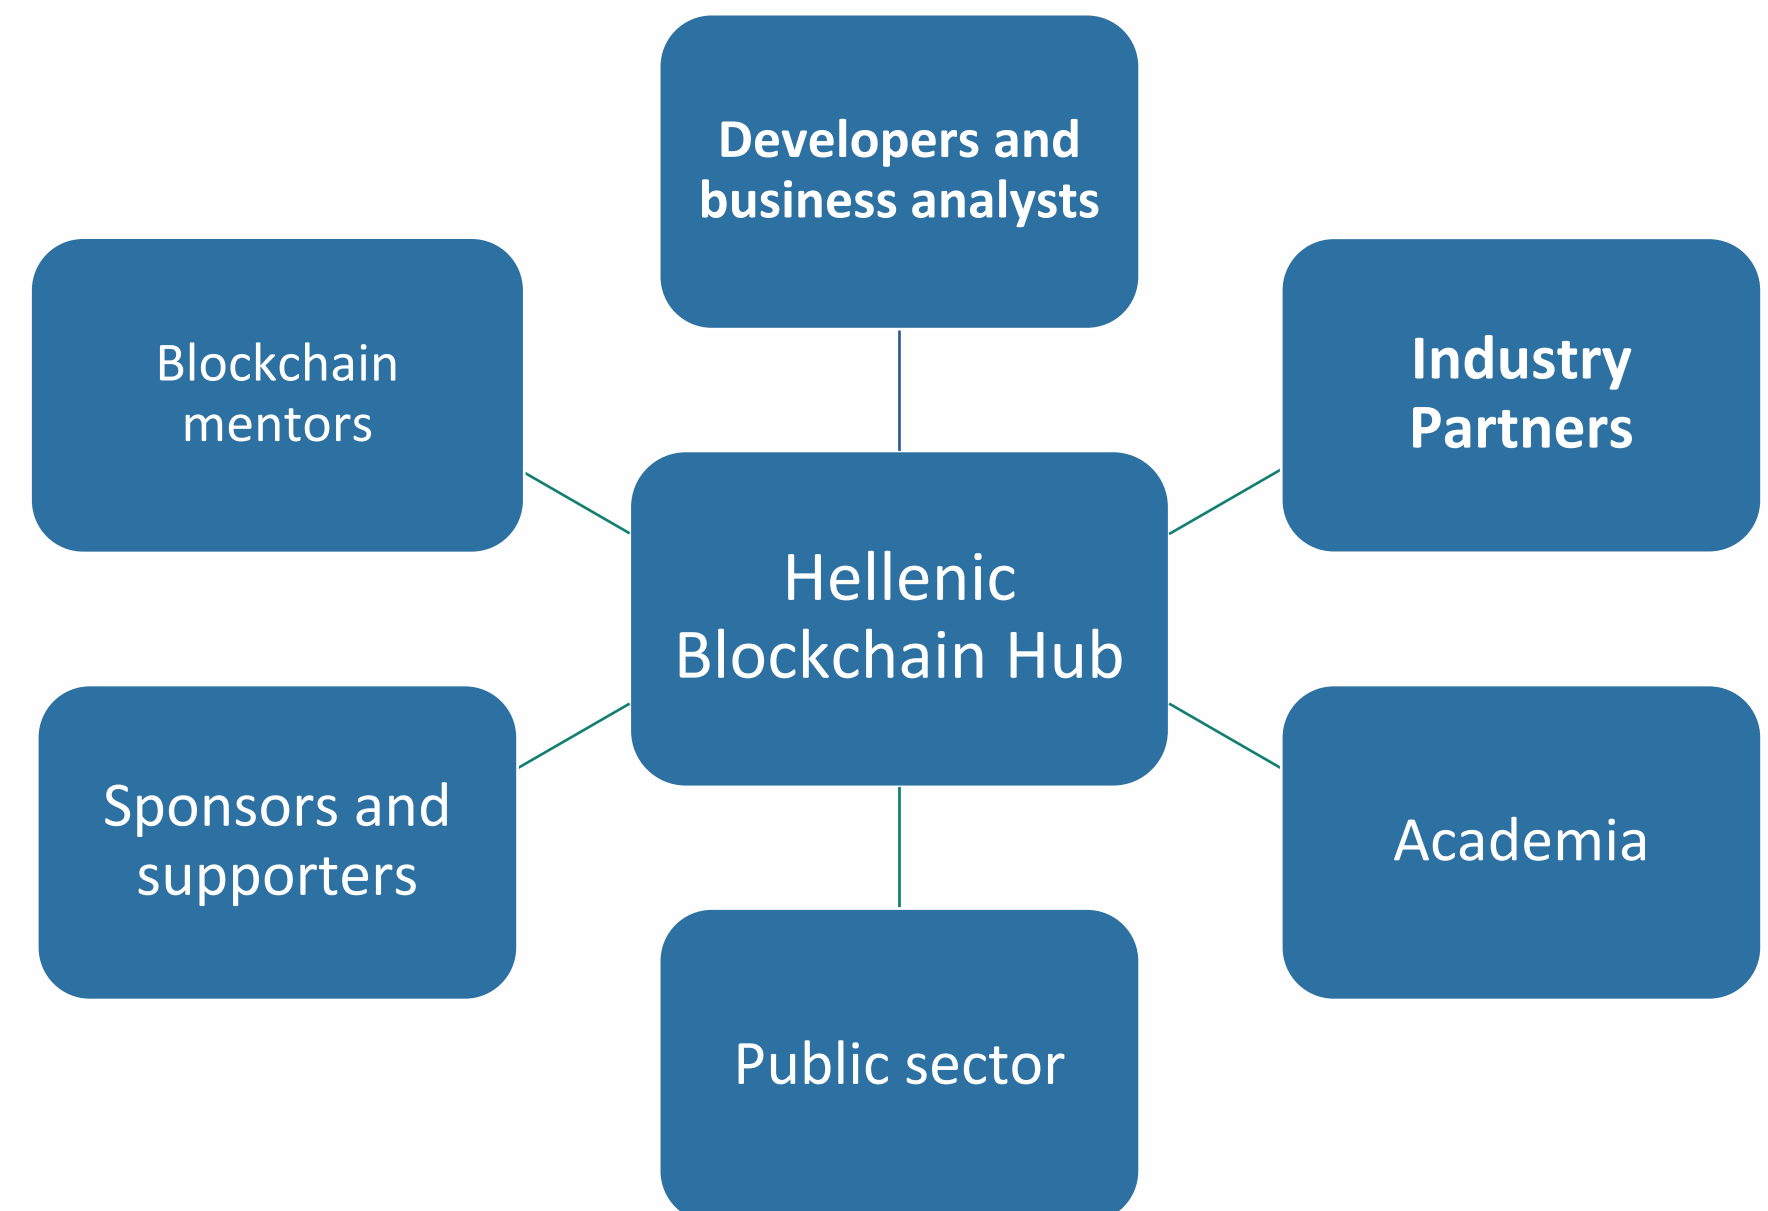 Developers and
business analysts
Blockchain
mentors
Industry
Partners
Hellenic
Blockchain Hub
Sponsors and
supporters
Academia
Public sector